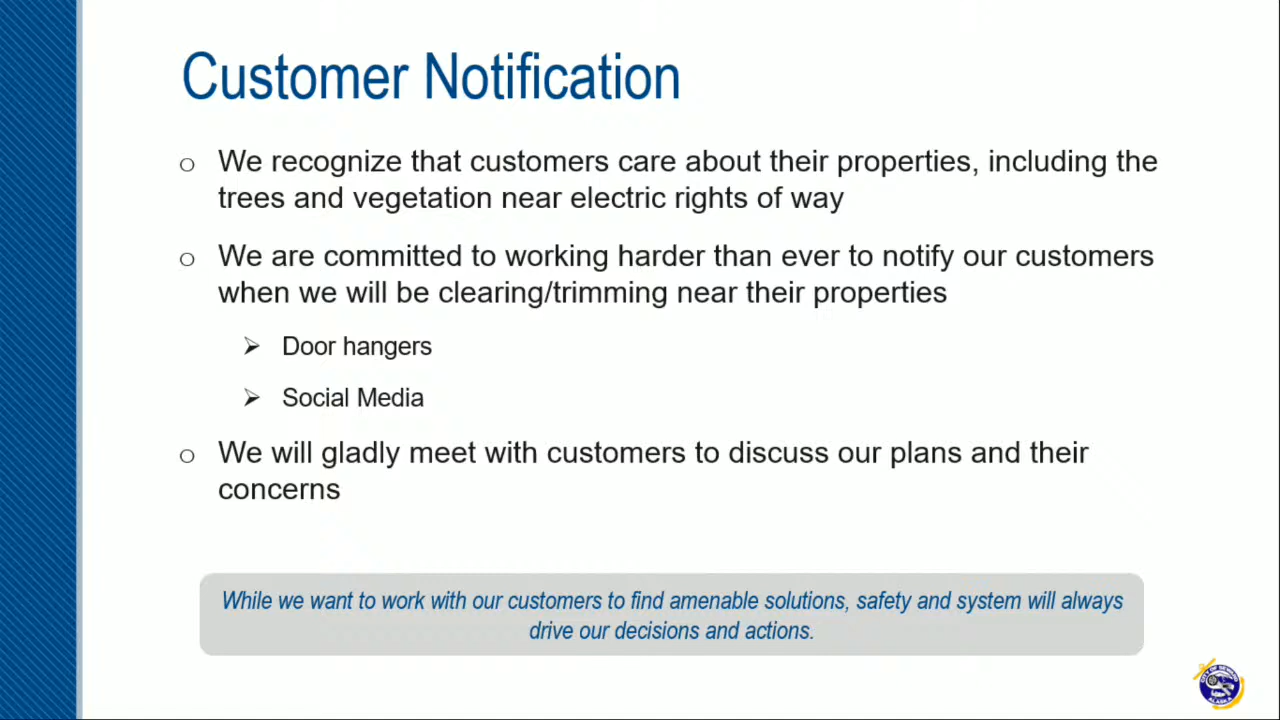 Customer Notification
o We recognize that customers care about their properties, including the
trees and vegetation near electric rights of way
o We are committed to working harder than ever to notify our customers
when we will be clearing/trimming near their properties
➢ Door hangers
➢ Social Media
o We will gladly meet with customers to discuss our plans and their
concerns
While we want to work with our customers to find amenable solutions, safety and system will always
drive our decisions and actions.
CITY OF SEWARD
ALASKA